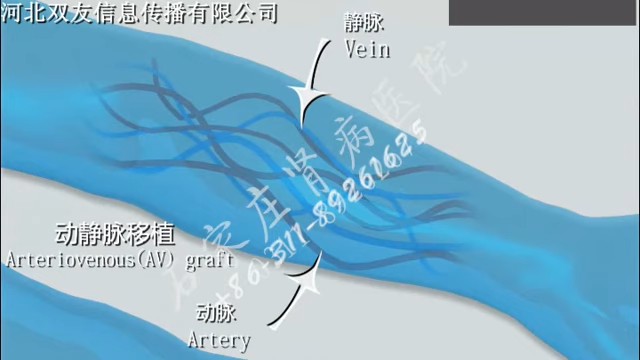 河北双友信息传播有限公司
静脉
Vein
石家庄肾病医院
+86-311-89261625
动静脉移植
Arteriovenous(AV) graft
动脉
Artery